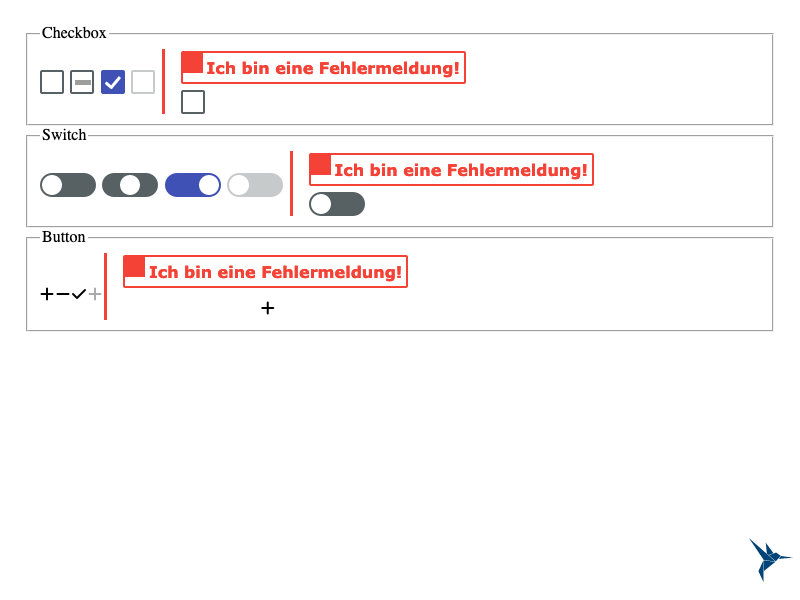 Checkbox
Ich bin eine Fehlermeldung!
Switch
Ich bin eine Fehlermeldung!
Button
Ich bin eine Fehlermeldung!